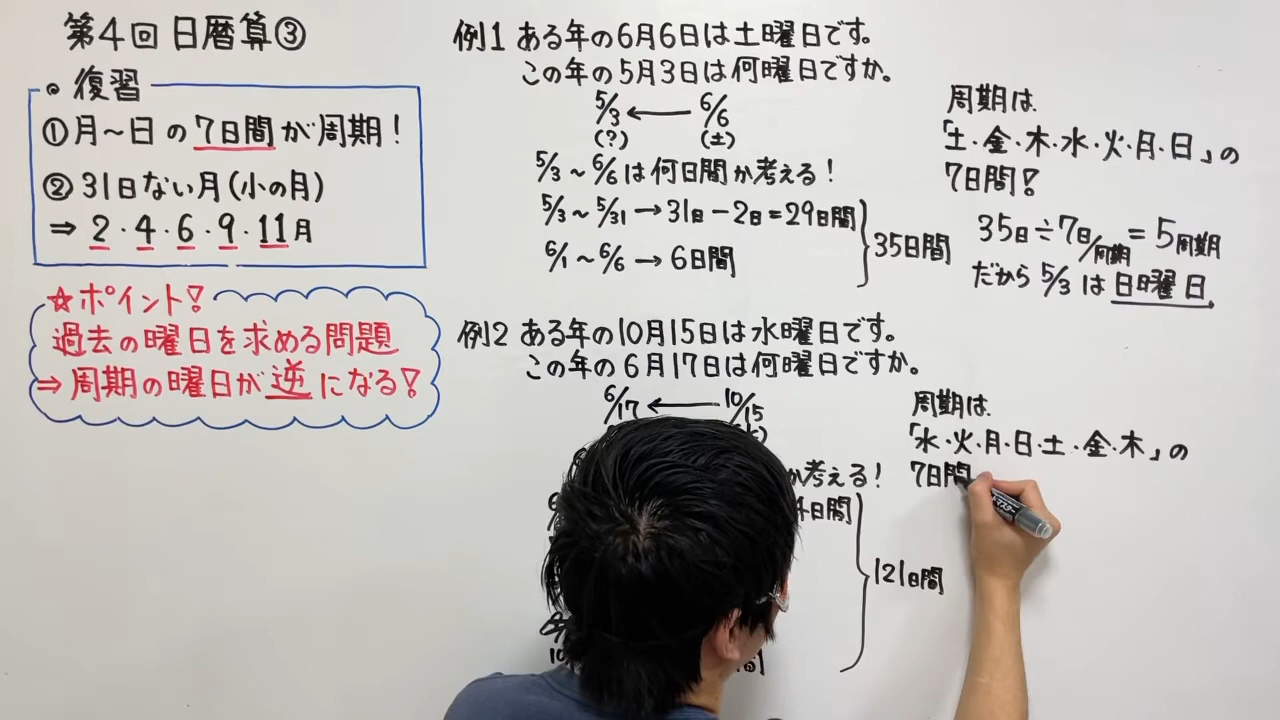 第4回 日暦算③
復習
①月～日の7日間が周期!
②31日ない月(小の月)
⇒ 2・4・6・9・11月
☆ポイント!
過去の曜日を求める問題
⇒周期の曜日が逆になる!
例1 ある年の6月6日は土曜日です。
この年の5月3日は何曜日ですか。
5/3 ← 6/6
(?) (土)
5/3～6/6は何日間か考える!
5/3～5/31→31日－2日=29日間
6/1～6/6→6日間
35日間
周期は
「土・金・木・水・火・月・日」の
7日間!
35日÷7日/周期=5周期
だから5/3は日曜日
例2 ある年の10月15日は水曜日です。
この年の6月17日は何曜日ですか。
6/17 ← 10/15
か考える!
4日間
121日間
周期は
「水・火・月・日・土・金・木」の
7日間